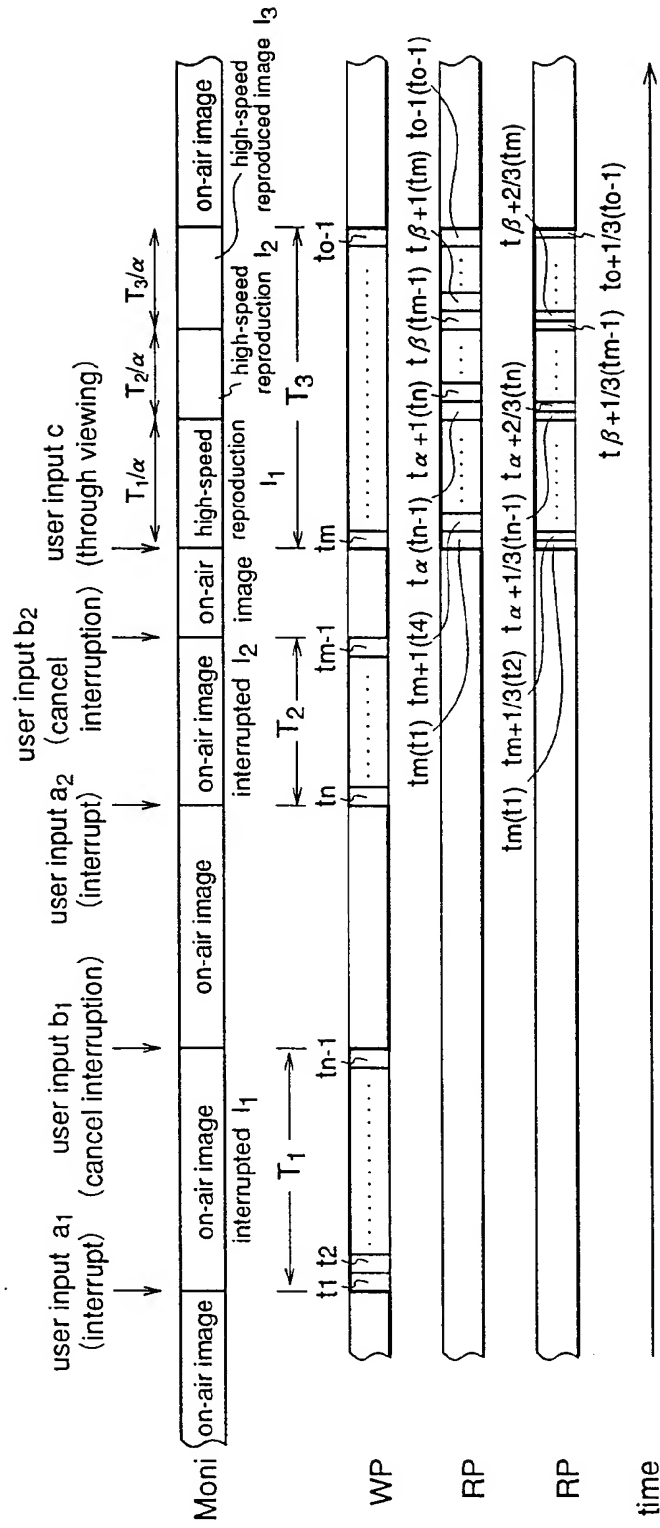 user input a1
(interrupt)
user input b1
(cancel interruption)
user input a2
(interrupt)
user input b2
(cancel
interruption)
user input c
(through viewing)
T1/α
T2/α
T3/α
Moni
on-air image
on-air image
interrupted I1
on-air image
on-air image
interrupted I2
on-air
image
high-speed
reproduction
I1
high-speed
reproduction I2
high-speed
reproduced image I3
on-air image
T1
T2
T3
WP
t1 t2
tn-1
tn
tm-1
tm
to-1
RP
tm(t1)
tm+1(t4)
tα(tn-1)
tα+1(tn)
tβ(tm-1)
tβ+1(tm)
to-1(to-1)
RP
tm(t1)
tm+1/3(t2)
tα+1/3(tn-1)
tα+2/3(tn)
tβ+1/3(tm-1)
tβ+2/3(tm)
to+1/3(to-1)
time